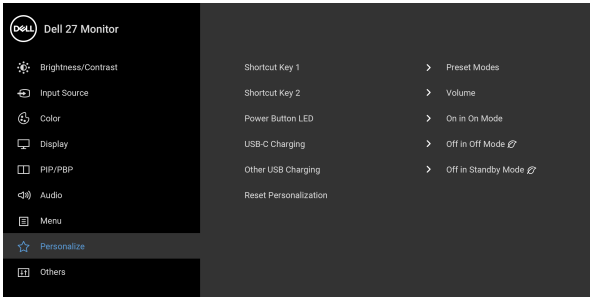 DELL Dell 27 Monitor
Brightness/Contrast
Input Source
Color
Display
PIP/PBP
Audio
Menu
Personalize
Others
Shortcut Key 1 > Preset Modes
Shortcut Key 2 > Volume
Power Button LED > On in On Mode
USB-C Charging > Off in Off Mode
Other USB Charging > Off in Standby Mode
Reset Personalization